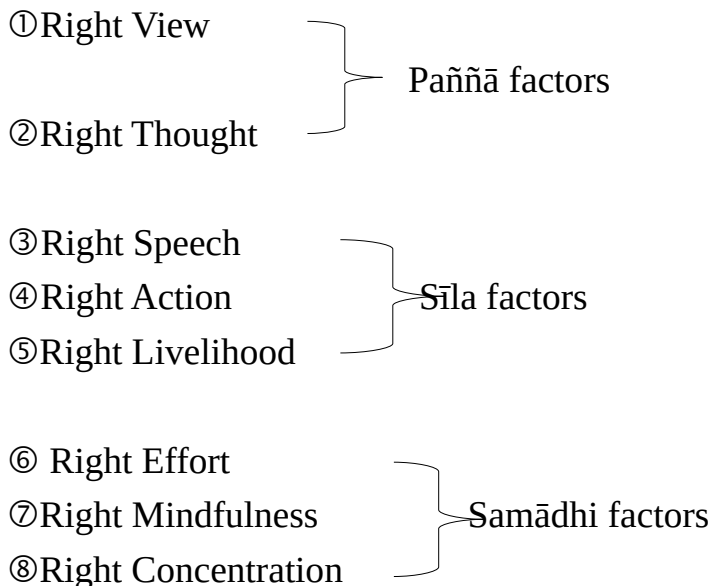 ①Right View
Paññā factors
②Right Thought
③Right Speech
④Right Action
Sīla factors
⑤Right Livelihood
⑥ Right Effort
⑦Right Mindfulness
Samādhi factors
⑧Right Concentration